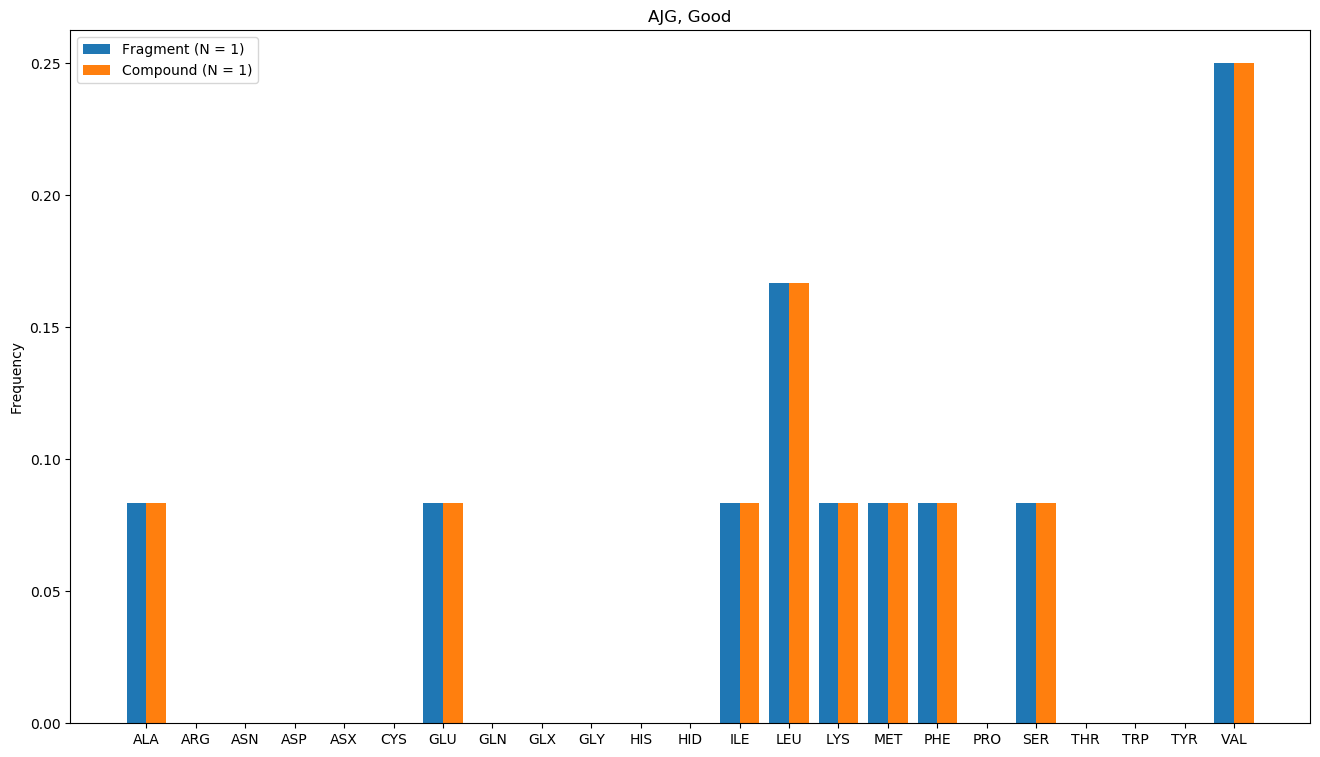 AJG, Good
Fragment (N = 1)
Compound (N = 1)
Frequency
0.25
0.20
0.15
0.10
0.05
0.00
ALA ARG ASN ASP ASX CYS GLU GLN GLX GLY HIS HID ILE LEU LYS MET PHE PRO SER THR TRP TYR VAL